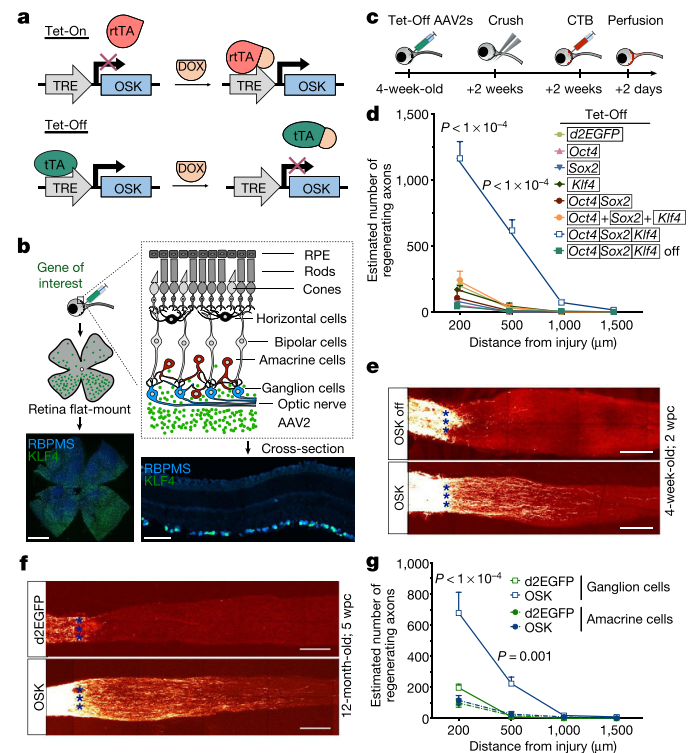 a
Tet-On
rtTA
TRE
OSK
DOX
rtTA
TRE
OSK
Tet-Off
tTA
TRE
OSK
DOX
tTA
TRE
OSK
b
Gene of
interest
Retina flat-mount
RBPMS
KLF4
RPE
Rods
Cones
Horizontal cells
Bipolar cells
Amacrine cells
Ganglion cells
Optic nerve
AAV2
Cross-section
RBPMS
KLF4
c
Tet-Off AAV2s Crush CTB Perfusion
4-week-old +2 weeks +2 weeks +2 days
d
Estimated number of
regenerating axons
1,500
1,000
500
0
P < 1 × 10⁻⁴
P < 1 × 10⁻⁴
Tet-Off
d2EGFP
Oct4
Sox2
Klf4
Oct4 Sox2
Oct4 + Sox2 + Klf4
Oct4 Sox2 Klf4
Oct4 Sox2 Klf4 off
200 500 1,000 1,500
Distance from injury (μm)
e
OSK off
***
OSK
***
4-week-old; 2 wpc
f
d2EGFP
***
OSK
***
12-month-old; 5 wpc
g
Estimated number of
regenerating axons
1,000
800
600
400
200
0
P < 1 × 10⁻⁴
P = 0.001
d2EGFP
OSK
Ganglion cells
d2EGFP
OSK
Amacrine cells
200 500 1,000 1,500
Distance from injury (μm)